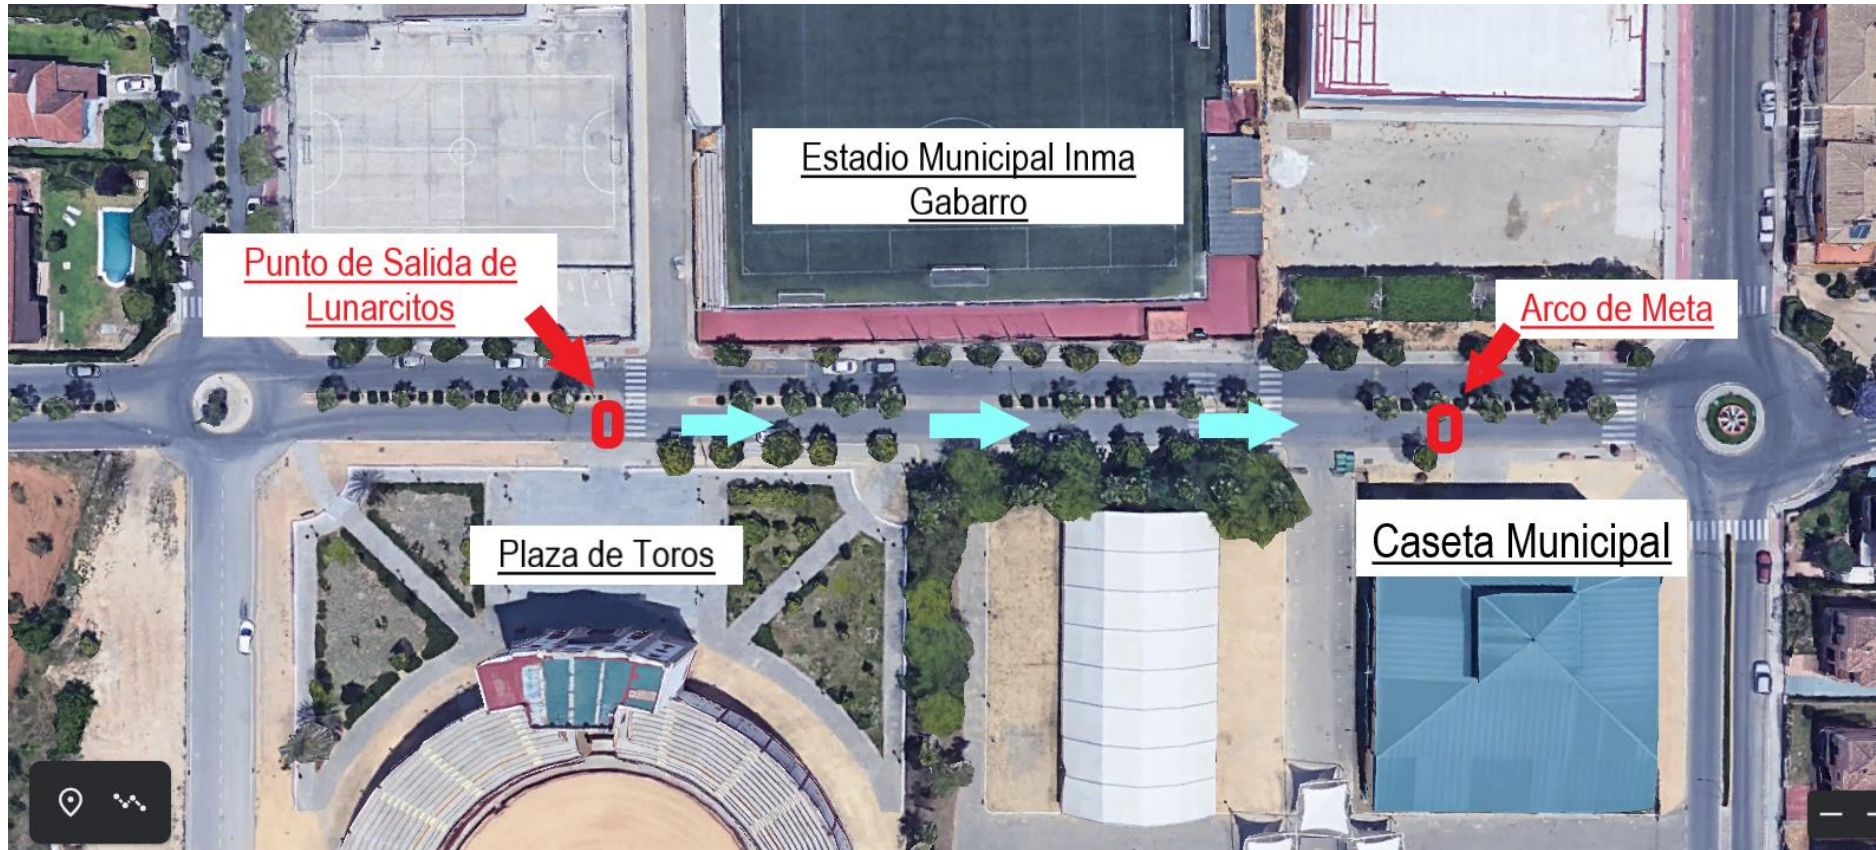 Estadio Municipal Inma
Gabarro
Punto de Salida de
Lunarcitos
Arco de Meta
Plaza de Toros
Caseta Municipal